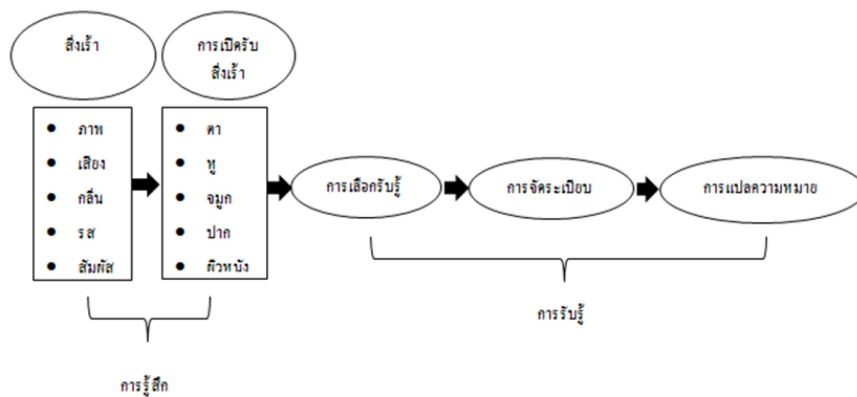 สิ่งเร้า
การเปิดรับ
สิ่งเร้า
ภาพ
เสียง
กลิ่น
รส
สัมผัส
ตา
หู
จมูก
ปาก
ผิวหนัง
การเลือกรับรู้
การจัดระเบียบ
การแปลความหมาย
การรู้สึก
การรับรู้